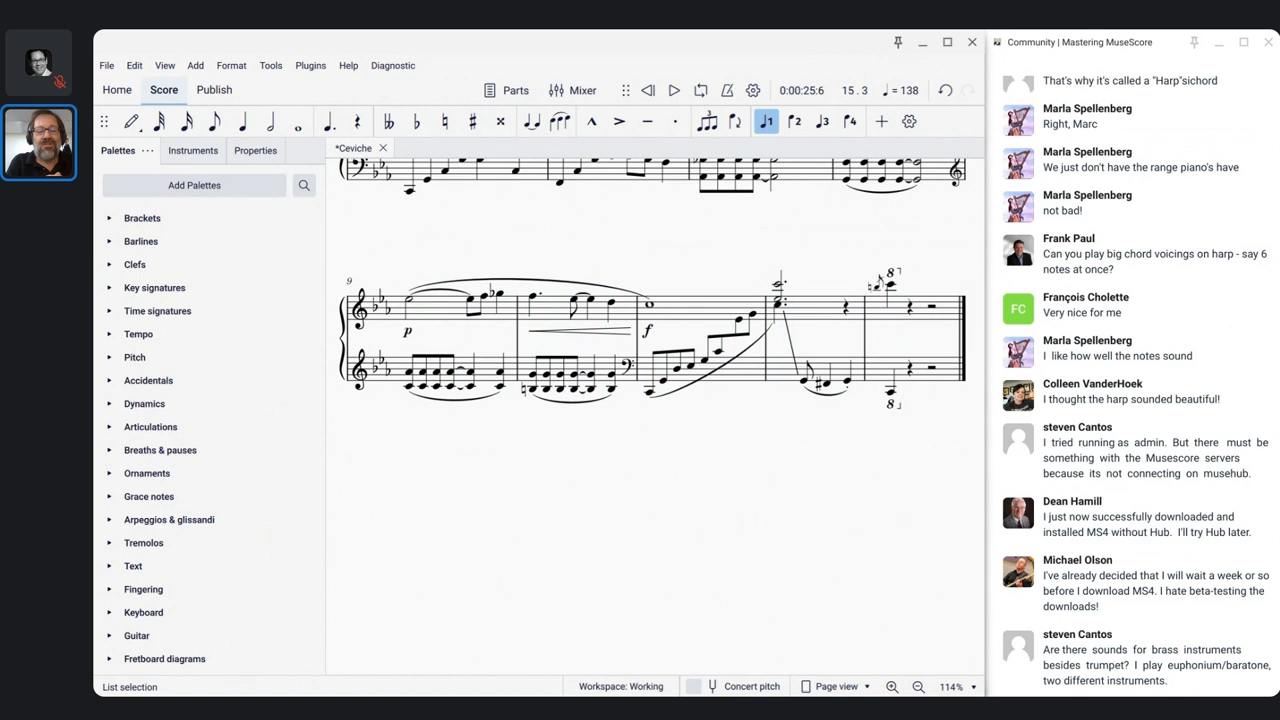 File Edit View Add Format Tools Plugins Help Diagnostic
Home Score Publish Parts Mixer 0:00:25:6 15 . 3 = 138
1 2 3 4
Palettes ··· Instruments Properties *Ceviche
Add Palettes
Brackets
Barlines
Clefs
Key signatures
Time signatures
Tempo
Pitch
Accidentals
Dynamics
Articulations
Breaths & pauses
Ornaments
Grace notes
Arpeggios & glissandi
Tremolos
Text
Fingering
Keyboard
Guitar
Fretboard diagrams
9
8
p
f
8
List selection Workspace: Working Concert pitch Page view 114%
Community | Mastering MuseScore
That's why it's called a "Harp"sichord
Marla Spellenberg
Right, Marc
Marla Spellenberg
We just don't have the range piano's have
Marla Spellenberg
not bad!
Frank Paul
Can you play big chord voicings on harp - say 6
notes at once?
FC
François Cholette
Very nice for me
Marla Spellenberg
I like how well the notes sound
Colleen VanderHoek
I thought the harp sounded beautiful!
steven Cantos
I tried running as admin. But there must be
something with the Musescore servers
because its not connecting on musehub.
Dean Hamill
I just now successfully downloaded and
installed MS4 without Hub. I'll try Hub later.
Michael Olson
I've already decided that I will wait a week or so
before I download MS4. I hate beta-testing the
downloads!
steven Cantos
Are there sounds for brass instruments
besides trumpet? I play euphonium/baratone,
two different instruments.